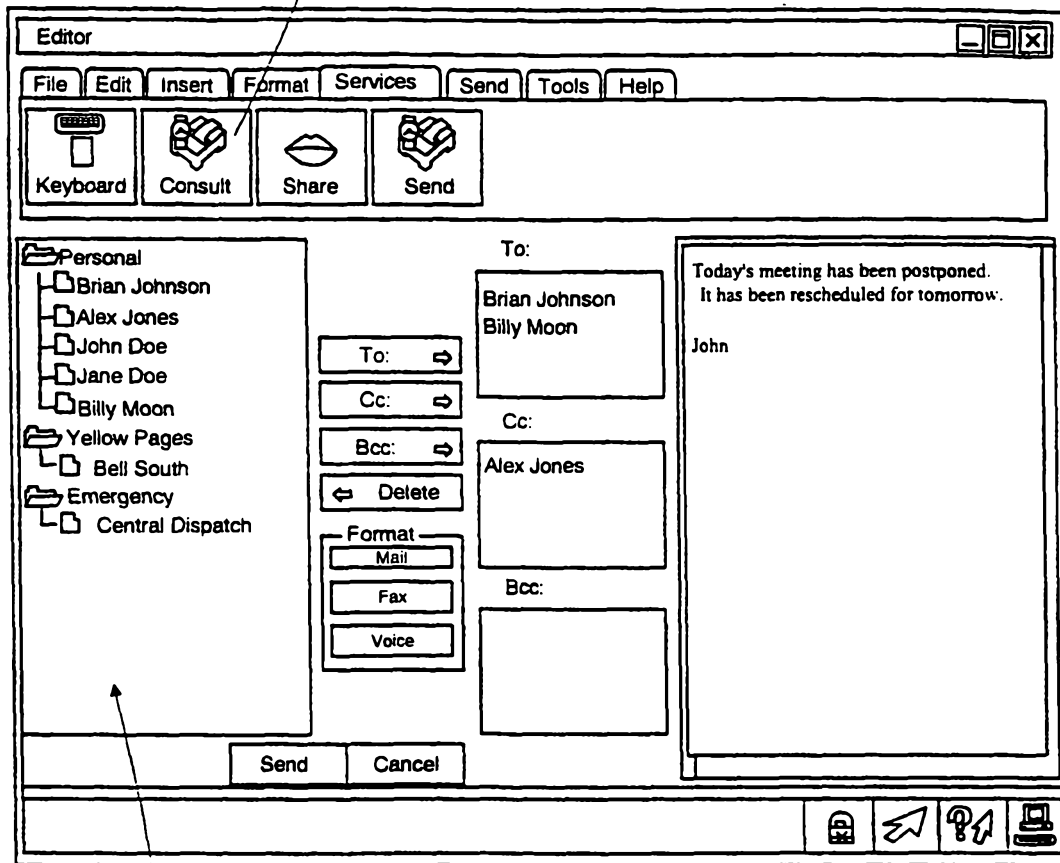 Editor
File Edit Insert Format Services Send Tools Help
Keyboard Consult Share Send
Personal
Brian Johnson
Alex Jones
John Doe
Jane Doe
Billy Moon
Yellow Pages
Bell South
Emergency
Central Dispatch
To:
Cc:
Bcc:
Delete
Format
Mail
Fax
Voice
Send Cancel
To:
Brian Johnson
Billy Moon
Cc:
Alex Jones
Bcc:
Today's meeting has been postponed.
It has been rescheduled for tomorrow.
John